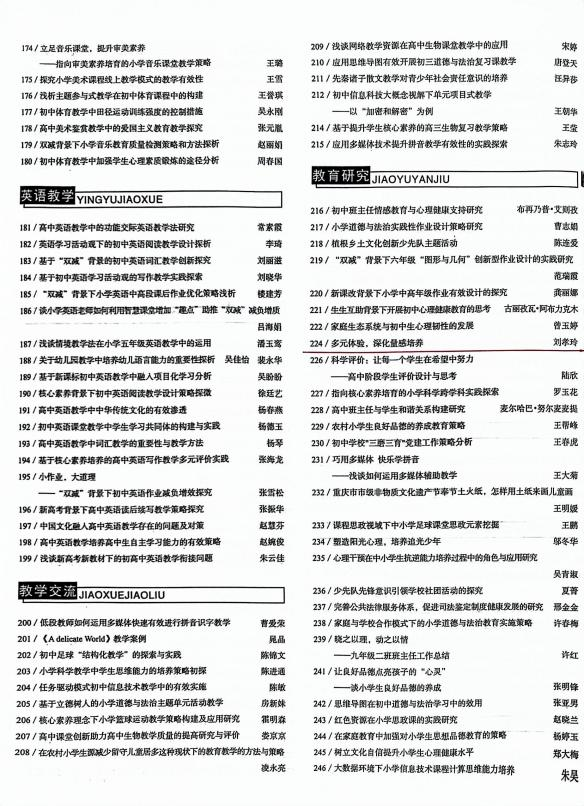 174 / 立足音乐课堂，提升审美素养
——指向审美素养培育的小学音乐课堂教学策略 王璐
175 / 探究小学美术课程线上教学模式的教学有效性 王雪
176 / 浅析主题参与式教学在初中体育课程中的构建 王誉琪
177 / 初中体育教学中田径运动训练强度的控制措施 吴永刚
178 / 高中美术鉴赏教学中的爱国主义教育教学探究 张元胤
179 / 双减背景下小学音乐教育质量检测策略和方法探析 赵丽娟
180 / 初中体育教学中加强学生心理素质锻炼的途径分析 周春国
英语教学 YINGYUJIAOXUE
181 / 高中英语教学中的功能交际英语教学法研究 常素霞
182 / 英语学习活动观下的初中英语阅读教学设计探析 李琦
183 / 基于“双减”背景的初中英语词汇教学创新探究 刘丽滋
184 / 基于初中英语学习活动观的写作教学实践探索 刘晓华
185 / “双减”背景下小学英语中高段课后作业优化策略浅析 楼建芳
186 / 谈小学英语老师如何利用智慧课堂增加“趣点”助推“双减”减负增质
吕海娟
187 / 浅谈情境教学法在小学五年级英语教学中的运用 潘玉莺
188 / 关于幼儿园教学中培养幼儿语言能力的重要性探析 吴佳怡 裴永华
189 / 基于新课标初中英语教学中融入项目化学习分析 吴盼盼
190 / 核心素养背景下初中英语阅读教学微设计策略探微 徐廷艺
191 / 高中英语教学中中华传统文化的有效渗透 杨春燕
192 / 初中英语课堂教学中学生学习共同体的构建与实践 杨德玉
193 / 高中英语教学中词汇教学的重要性与教学方法 杨琴
194 / 基于核心素养培养的高中英语写作教学多元评价实践 张海龙
195 / 小作业，大道理
——“双减”背景下初中英语作业减负增效探究 张雪松
196 / 新高考背景下高中英语读后续写教学策略探究 张振华
197 / 中国文化融入高中英语教学存在的问题及对策 赵慧芬
198 / 高中英语教学培养高中生自主学习能力的有效策略 赵婉俊
199 / 浅谈新高考新教材下的初高中英语教学衔接问题 朱云佳
教学交流 JIAOXUEJIAOLIU
200 / 低段教师如何运用多媒体快速有效进行拼音识字教学 曹爱荣
201 / 《A delicate World》教学案例 晁晶
202 / 初中足球“结构化教学”的探索与实践 陈锦文
203 / 小学科学教学中学生思维能力的培养策略初探 陈进通
204 / 任务驱动模式初中信息技术教学中的有效实施 陈敏
205 / 基于立德树人的小学道德与法治主题单元活动教学 房新妹
206 / 核心素养理念下小学篮球运动教学策略构建及应用研究 霍明森
207 / 高中课堂创新助力高中生物教学质量的提高研究与评价 娄京京
208 / 在农村小学生源减少留守儿童居多这种现状下的教育教学的方法与策略
凌永亮
209 / 浅谈网络教学资源在高中生物课堂教学中的应用 宋婷
210 / 应用思维导图有效开展初三道德与法治复习课教学 唐登天
211 / 先秦诸子散文教学对青少年社会责任意识的培养 汪异春
212 / 初中信息科技大概念视解下单元项目式教学
——以“加密和解密”为例 王朝华
214 / 基于提升学生核心素养的高三生物复习教学策略 王莹
215 / 应用多媒体技术提升拼音教学有效性的实践探索 朱志玲
教育研究 JIAOYUYANJIU
216 / 初中班主任情感教育与心理健康支持研究 布再乃普·艾则孜
217 / 小学道德与法治实践性作业设计策略研究 曹志娟
218 / 植根乡土文化创新少先队主题活动 陈连爱
219 / “双减”背景下六年级“图形与几何”创新型作业设计的实践研究
范瑞霞
220 / 新课改背景下小学中高年级作业有效设计的探究 龚丽娜
221 / 生生互助背景下开展初中心理健康教育的思考 古丽孜瓦·阿布力克木
222 / 家庭生态系统与初中生心理韧性的发展 曾玉婷
224 / 多元体验，深化量感培养 刘孝玲
226 / 科学评价：让每一个学生在希望中努力
——高中阶段学生评价设计与思考 陆欣
227 / 指向核心素养培育的小学科学跨学科实践探索 罗玉花
228 / 高中班主任与学生和谐关系构建研究 麦尔哈巴·努尔麦麦提
229 / 农村小学生良好品德的养成教育策略 王帮峰
230 / 初中学校“三磨三育”党建工作策略分析 王春虎
231 / 巧用多媒体 快乐学拼音
——浅谈如何运用多媒体辅助教学 王大菊
232 / 重庆市市级非物质文化遗产节奉节土火纸，怎样用土纸来画儿童画
王明媛
233 / 课程思政视域下中小学足球课堂思政元素挖掘 王鹏
234 / 塑造阳光心理，培养追光少年 邬冬华
235 / 心理干预在中小学生抗逆能力培养过程中的角色与应用研究
吴青淑
236 / 少先队先锋意识引领学校社团活动的探究 夏菁
237 / 完善公共法律服务体系，促进司法鉴定制度健康发展的研究 邢金金
238 / 家庭与学校合作模式下的小学道德与法治教育实施策略 许春梅
239 / 晓之以理，动之以情
——九年级二班班主任工作总结 许红
241 / 让良好品德点亮孩子的“心灵”
——谈小学生良好品德的养成 张明锋
242 / 思维导图在初中道德与法治学习中的效用 张亚男
243 / 红色资源在小学思政课的实践研究 赵晓兰
244 / 在家庭教育中加强对小学生思想品德教育的策略 杨婷玉
245 / 树立文化自信提升小学生心理健康水平 郑大梅
246 / 大数据环境下小学信息技术课程计算思维能力培养 朱吴